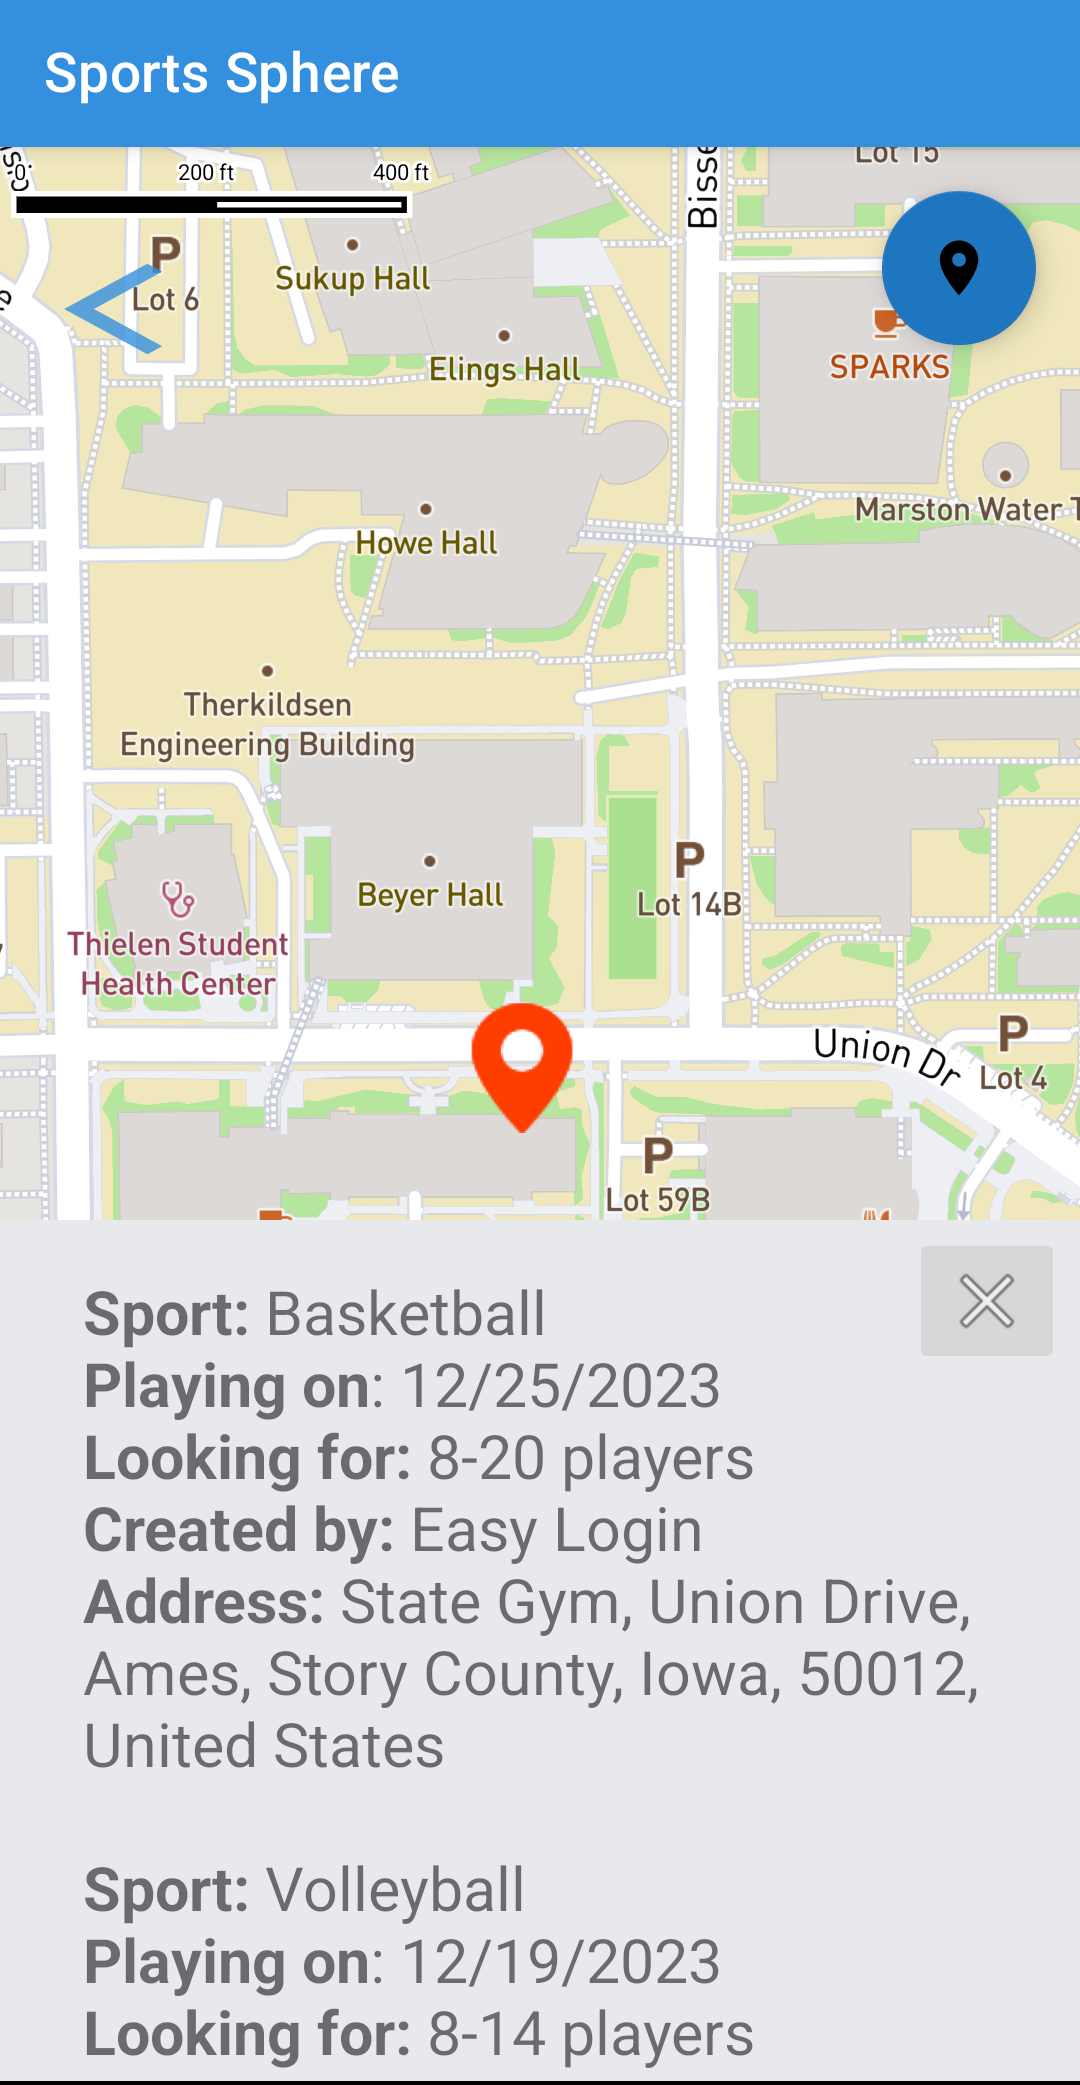 Sports Sphere
Lot 15
0 200 ft 400 ft
Bisse
P
Lot 6
Sukup Hall
Elings Hall
SPARKS
Howe Hall
Marston Water T
Therkildsen
Engineering Building
Beyer Hall
P
Lot 14B
Thielen Student
Health Center
Union Dr
P
Lot 4
P
Lot 59B
Sport: Basketball
Playing on: 12/25/2023
Looking for: 8-20 players
Created by: Easy Login
Address: State Gym, Union Drive,
Ames, Story County, Iowa, 50012,
United States
Sport: Volleyball
Playing on: 12/19/2023
Looking for: 8-14 players